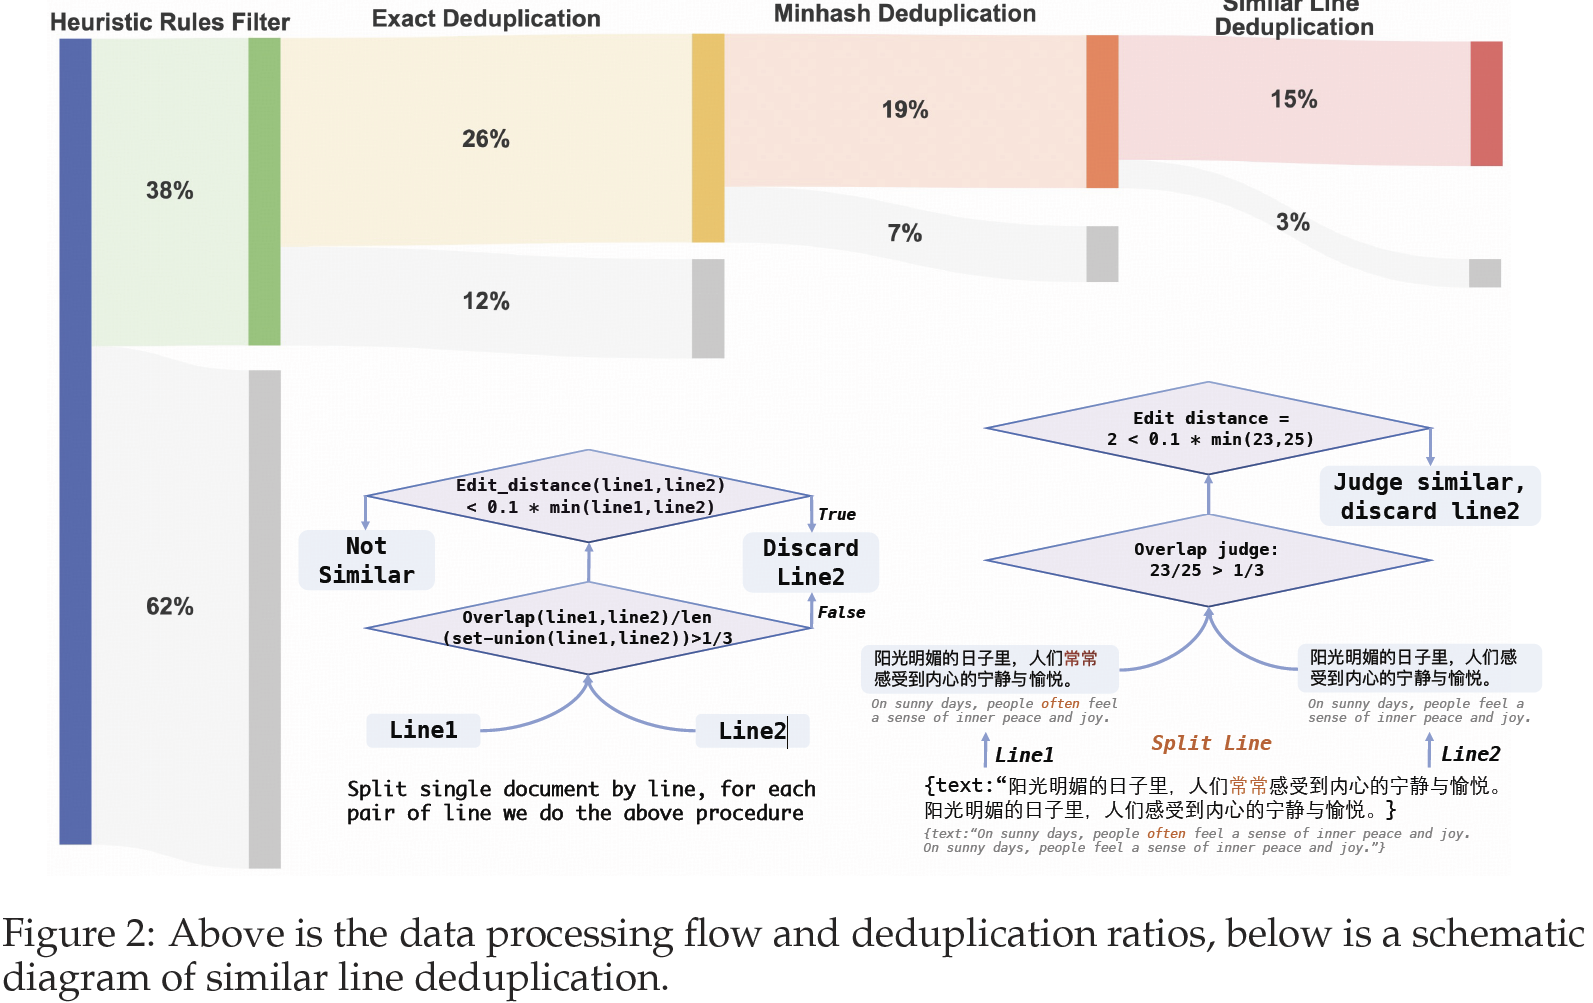 Heuristic Rules Filter
Exact Deduplication
Minhash Deduplication
Similar Line
Deduplication
38%
26%
19%
15%
7%
3%
12%
62%
Edit_distance(line1,line2)
< 0.1 * min(line1,line2)
True
Not
Similar
Discard
Line2
False
Overlap(line1,line2)/len
(set-union(line1,line2))>1/3
Line1
Line2
Split single document by line, for each
pair of line we do the above procedure
Edit distance =
2 < 0.1 * min(23,25)
Judge similar,
discard line2
Overlap judge:
23/25 > 1/3
阳光明媚的日子里，人们常常
感受到内心的宁静与愉悦。
On sunny days, people often feel
a sense of inner peace and joy.
阳光明媚的日子里，人们感
受到内心的宁静与愉悦。
On sunny days, people feel a
sense of inner peace and joy.
Line1
Split Line
Line2
{text:“阳光明媚的日子里，人们常常感受到内心的宁静与愉悦。
阳光明媚的日子里，人们感受到内心的宁静与愉悦。}
{text:“On sunny days, people often feel a sense of inner peace and joy.
On sunny days, people feel a sense of inner peace and joy.”}
Figure 2: Above is the data processing flow and deduplication ratios, below is a schematic
diagram of similar line deduplication.